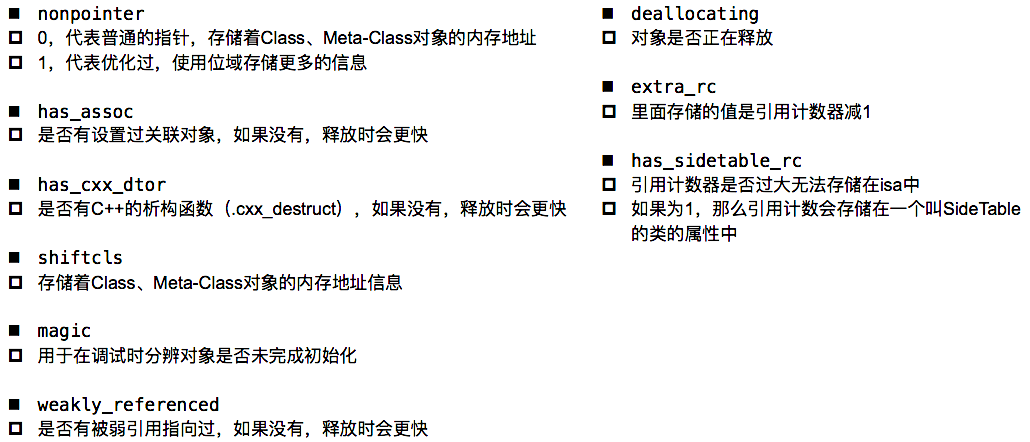 nonpointer
0，代表普通的指针，存储着Class、Meta-Class对象的内存地址
1，代表优化过，使用位域存储更多的信息
has_assoc
是否有设置过关联对象，如果没有，释放时会更快
has_cxx_dtor
是否有C++的析构函数（.cxx_destruct），如果没有，释放时会更快
shiftcls
存储着Class、Meta-Class对象的内存地址信息
magic
用于在调试时分辨对象是否未完成初始化
weakly_referenced
是否有被弱引用指向过，如果没有，释放时会更快
deallocating
对象是否正在释放
extra_rc
里面存储的值是引用计数器减1
has_sidetable_rc
引用计数器是否过大无法存储在isa中
如果为1，那么引用计数会存储在一个叫SideTable
的类的属性中